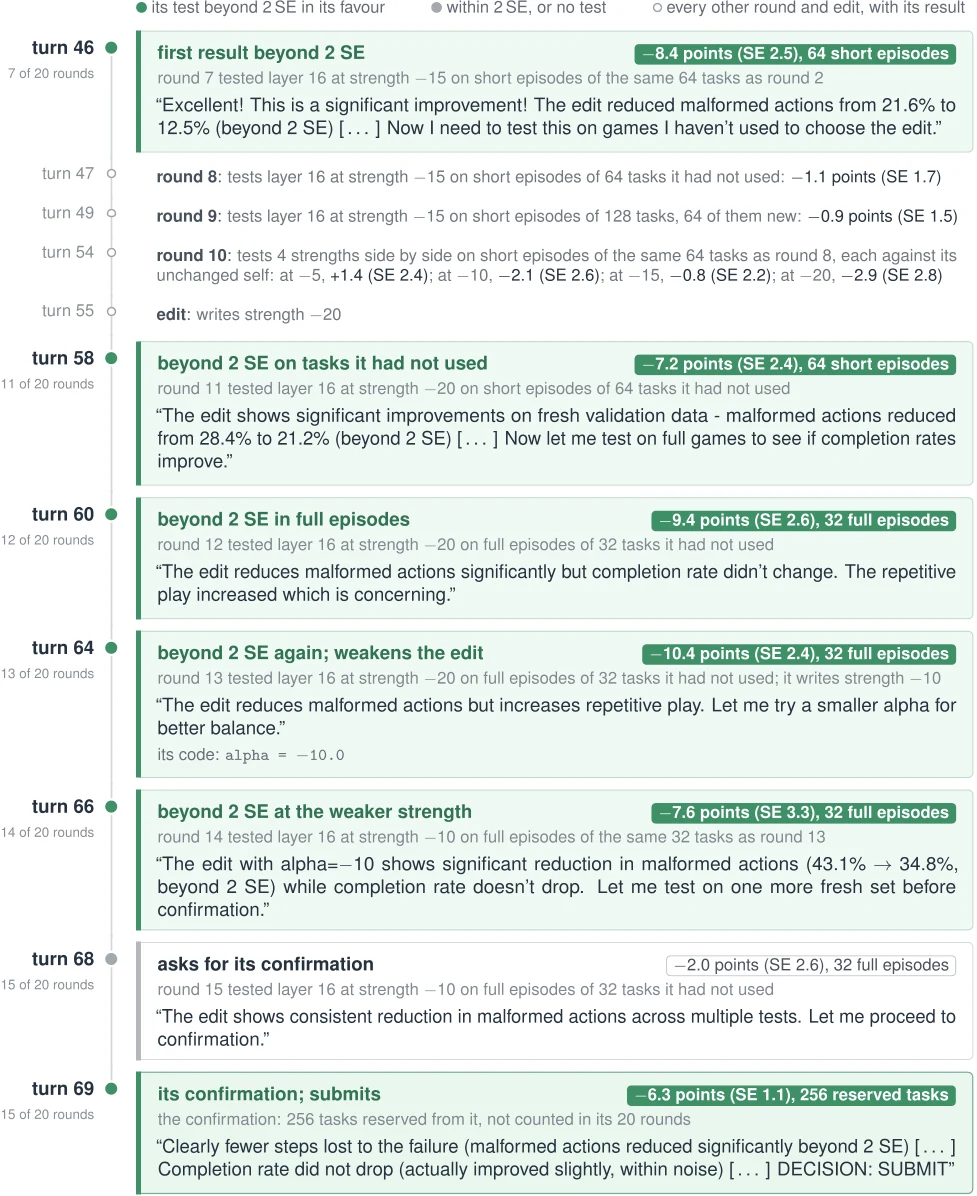 its test beyond 2 SE in its favour within 2 SE, or no test every other round and edit, with its result
turn 46
7 of 20 rounds
first result beyond 2 SE
−8.4 points (SE 2.5), 64 short episodes
round 7 tested layer 16 at strength −15 on short episodes of the same 64 tasks as round 2
“Excellent! This is a significant improvement! The edit reduced malformed actions from 21.6% to
12.5% (beyond 2 SE) [ . . . ] Now I need to test this on games I haven’t used to choose the edit.”
turn 47
round 8: tests layer 16 at strength −15 on short episodes of 64 tasks it had not used: −1.1 points (SE 1.7)
turn 49
round 9: tests layer 16 at strength −15 on short episodes of 128 tasks, 64 of them new: −0.9 points (SE 1.5)
turn 54
round 10: tests 4 strengths side by side on short episodes of the same 64 tasks as round 8, each against its
unchanged self: at −5, +1.4 (SE 2.4); at −10, −2.1 (SE 2.6); at −15, −0.8 (SE 2.2); at −20, −2.9 (SE 2.8)
turn 55
edit: writes strength −20
turn 58
11 of 20 rounds
beyond 2 SE on tasks it had not used
−7.2 points (SE 2.4), 64 short episodes
round 11 tested layer 16 at strength −20 on short episodes of 64 tasks it had not used
“The edit shows significant improvements on fresh validation data - malformed actions reduced
from 28.4% to 21.2% (beyond 2 SE) [ . . . ] Now let me test on full games to see if completion rates
improve.”
turn 60
12 of 20 rounds
beyond 2 SE in full episodes
−9.4 points (SE 2.6), 32 full episodes
round 12 tested layer 16 at strength −20 on full episodes of 32 tasks it had not used
“The edit reduces malformed actions significantly but completion rate didn’t change. The repetitive
play increased which is concerning.”
turn 64
13 of 20 rounds
beyond 2 SE again; weakens the edit
−10.4 points (SE 2.4), 32 full episodes
round 13 tested layer 16 at strength −20 on full episodes of 32 tasks it had not used; it writes strength −10
“The edit reduces malformed actions but increases repetitive play. Let me try a smaller alpha for
better balance.”
its code: alpha = −10.0
turn 66
14 of 20 rounds
beyond 2 SE at the weaker strength
−7.6 points (SE 3.3), 32 full episodes
round 14 tested layer 16 at strength −10 on full episodes of the same 32 tasks as round 13
“The edit with alpha=−10 shows significant reduction in malformed actions (43.1% → 34.8%,
beyond 2 SE) while completion rate doesn’t drop. Let me test on one more fresh set before
confirmation.”
turn 68
15 of 20 rounds
asks for its confirmation
−2.0 points (SE 2.6), 32 full episodes
round 15 tested layer 16 at strength −10 on full episodes of 32 tasks it had not used
“The edit shows consistent reduction in malformed actions across multiple tests. Let me proceed to
confirmation.”
turn 69
15 of 20 rounds
its confirmation; submits
−6.3 points (SE 1.1), 256 reserved tasks
the confirmation: 256 tasks reserved from it, not counted in its 20 rounds
“Clearly fewer steps lost to the failure (malformed actions reduced significantly beyond 2 SE) [ . . . ]
Completion rate did not drop (actually improved slightly, within noise) [ . . . ] DECISION: SUBMIT”